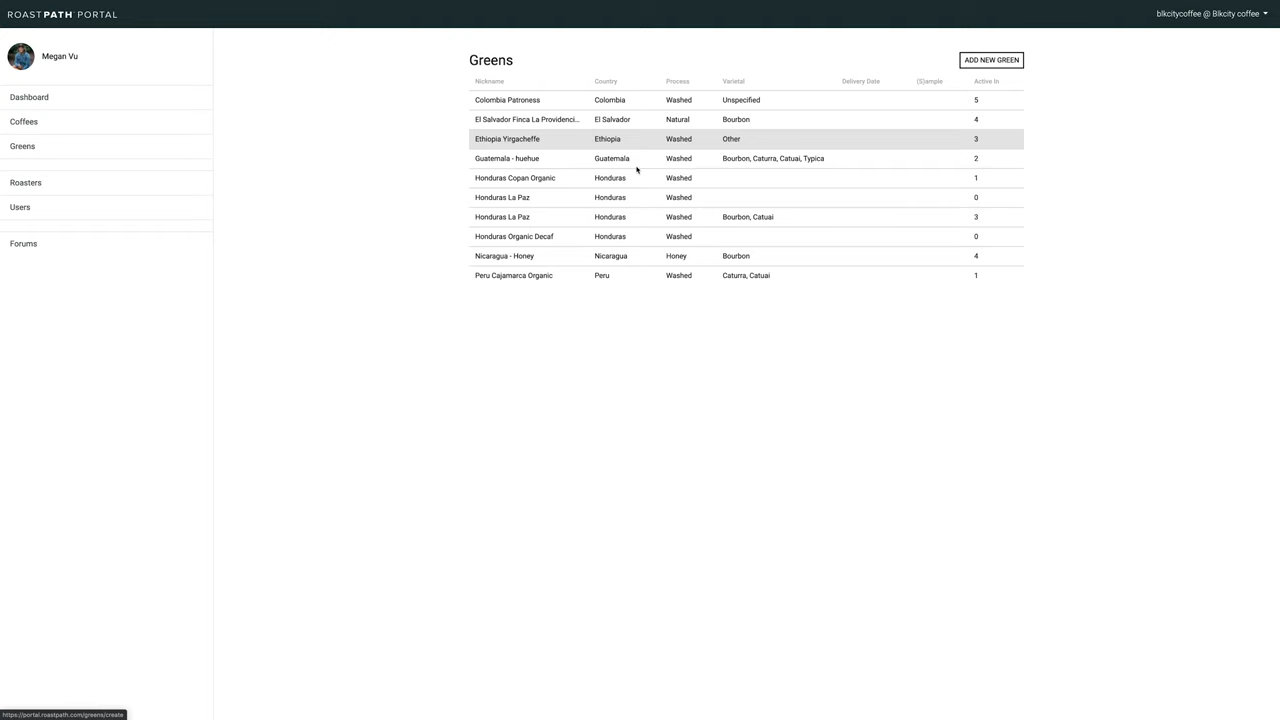 ROASTPATH PORTAL
blkcitycoffee @ Blkcity coffee
Megan Vu
Dashboard
Coffees
Greens
Roasters
Users
Forums
Greens
ADD NEW GREEN
Nickname Country Process Varietal Delivery Date (S)ample Active In
Colombia Patroness Colombia Washed Unspecified 5
El Salvador Finca La Providenci... El Salvador Natural Bourbon 4
Ethiopia Yirgacheffe Ethiopia Washed Other 3
Guatemala - huehue Guatemala Washed Bourbon, Caturra, Catuai, Typica 2
Honduras Copan Organic Honduras Washed 1
Honduras La Paz Honduras Washed 0
Honduras La Paz Honduras Washed Bourbon, Catuai 3
Honduras Organic Decaf Honduras Washed 0
Nicaragua - Honey Nicaragua Honey Bourbon 4
Peru Cajamarca Organic Peru Washed Caturra, Catuai 1
https://portal.roastpath.com/greens/create